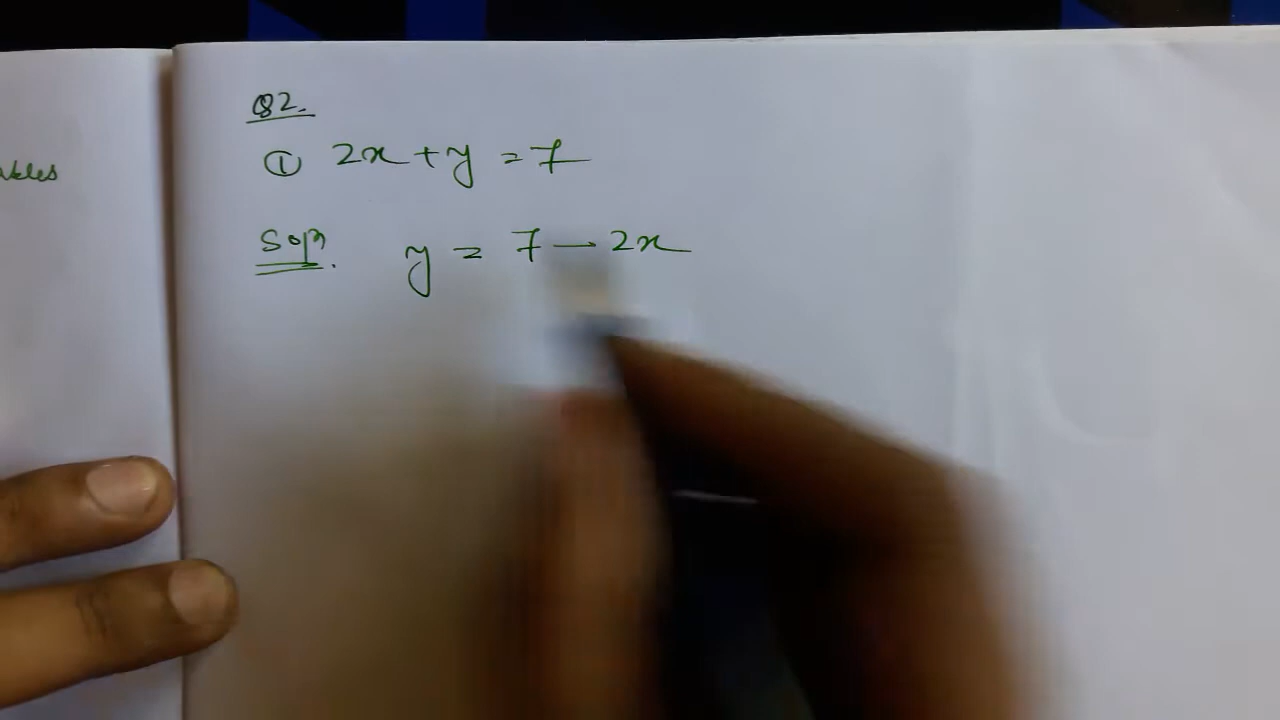 Q2.
① 2x + y = 7
Soln. y = 7 - 2x